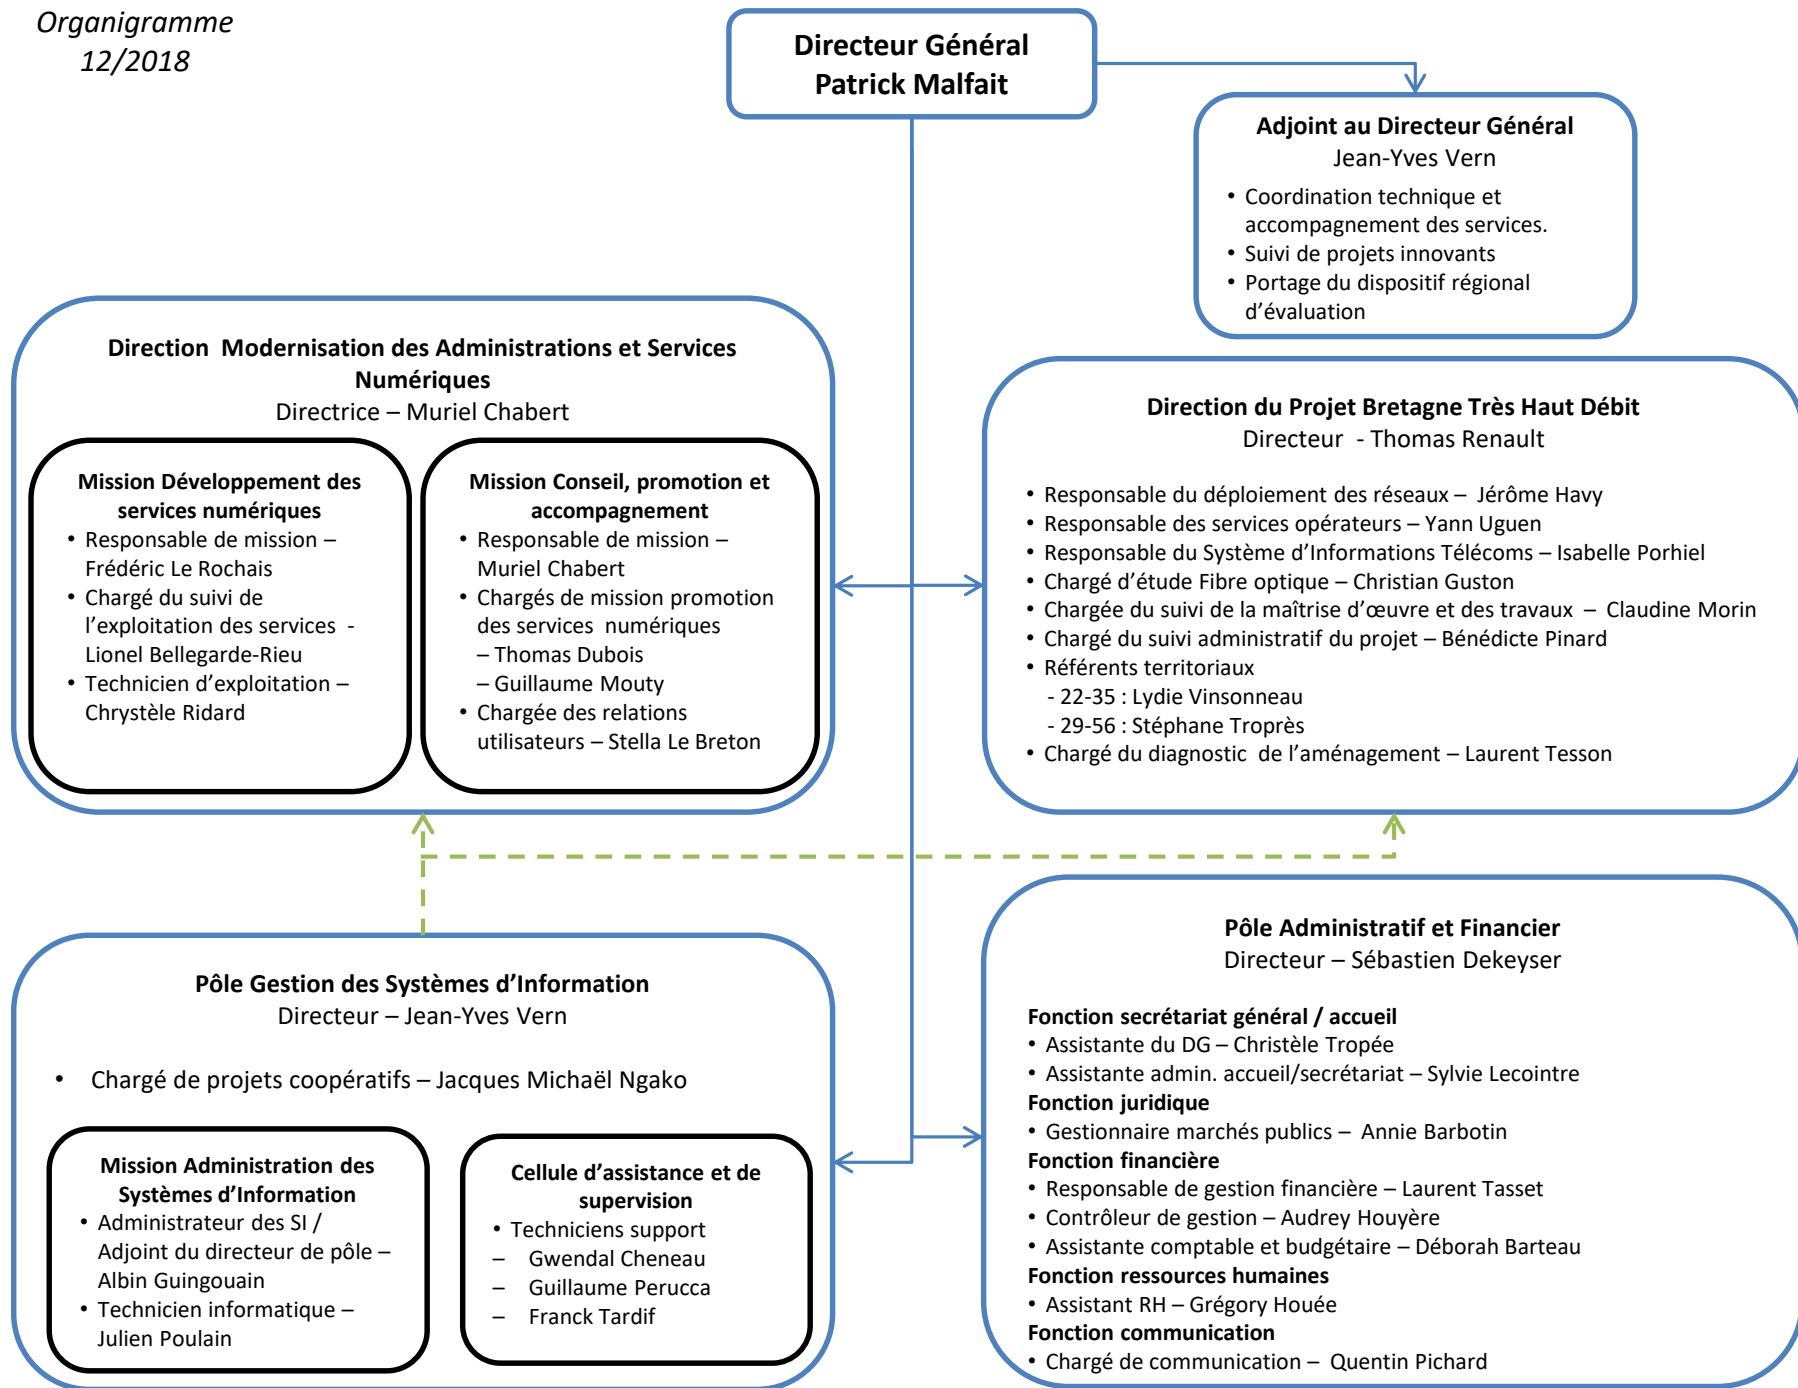 Organigramme
12/2018
Directeur Général
Patrick Malfait
Adjoint au Directeur Général
Jean-Yves Vern
• Coordination technique et
accompagnement des services.
• Suivi de projets innovants
• Portage du dispositif régional
d’évaluation
Direction Modernisation des Administrations et Services
Numériques
Directrice – Muriel Chabert
Mission Développement des
services numériques
• Responsable de mission –
Frédéric Le Rochais
• Chargé du suivi de
l’exploitation des services -
Lionel Bellegarde-Rieu
• Technicien d’exploitation –
Chrystèle Ridard
Mission Conseil, promotion et
accompagnement
• Responsable de mission –
Muriel Chabert
• Chargés de mission promotion
des services numériques
– Thomas Dubois
– Guillaume Mouty
• Chargée des relations
utilisateurs – Stella Le Breton
Direction du Projet Bretagne Très Haut Débit
Directeur - Thomas Renault
• Responsable du déploiement des réseaux – Jérôme Havy
• Responsable des services opérateurs – Yann Uguen
• Responsable du Système d’Informations Télécoms – Isabelle Porhiel
• Chargé d’étude Fibre optique – Christian Guston
• Chargée du suivi de la maîtrise d’œuvre et des travaux – Claudine Morin
• Chargé du suivi administratif du projet – Bénédicte Pinard
• Référents territoriaux
- 22-35 : Lydie Vinsonneau
- 29-56 : Stéphane Troprès
• Chargé du diagnostic de l’aménagement – Laurent Tesson
Pôle Gestion des Systèmes d’Information
Directeur – Jean-Yves Vern
• Chargé de projets coopératifs – Jacques Michaël Ngako
Mission Administration des
Systèmes d’Information
• Administrateur des SI /
Adjoint du directeur de pôle –
Albin Guingouain
• Technicien informatique –
Julien Poulain
Cellule d’assistance et de
supervision
• Techniciens support
– Gwendal Cheneau
– Guillaume Perucca
– Franck Tardif
Pôle Administratif et Financier
Directeur – Sébastien Dekeyser
Fonction secrétariat général / accueil
• Assistante du DG – Christèle Tropée
• Assistante admin. accueil/secrétariat – Sylvie Lecointre
Fonction juridique
• Gestionnaire marchés publics – Annie Barbotin
Fonction financière
• Responsable de gestion financière – Laurent Tasset
• Contrôleur de gestion – Audrey Houyère
• Assistante comptable et budgétaire – Déborah Barteau
Fonction ressources humaines
• Assistant RH – Grégory Houée
Fonction communication
• Chargé de communication – Quentin Pichard